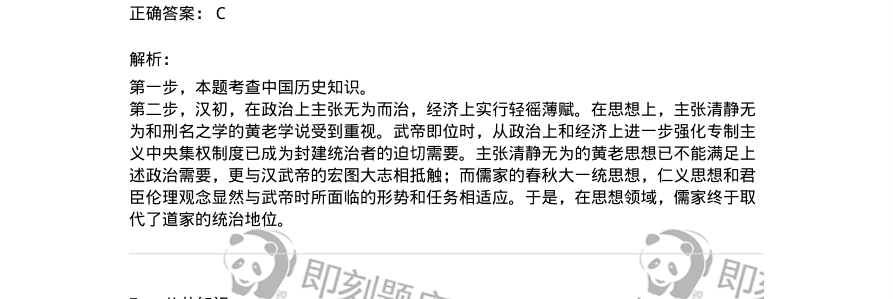 正确答案： C
解析：
第一步，本题考查中国历史知识。
第二步，汉初，在政治上主张无为而治，经济上实行轻徭薄赋。在思想上，主张清静无
为和刑名之学的黄老学说受到重视。武帝即位时，从政治上和经济上进一步强化专制主
义中央集权制度已成为封建统治者的迫切需要。主张清静无为的黄老思想已不能满足上
述政治需要，更与汉武帝的宏图大志相抵触；而儒家的春秋大一统思想，仁义思想和君
臣伦理观念显然与武帝时所面临的形势和任务相适应。于是，在思想领域，儒家终于取
代了道家的统治地位。
即刻题库
即刻题